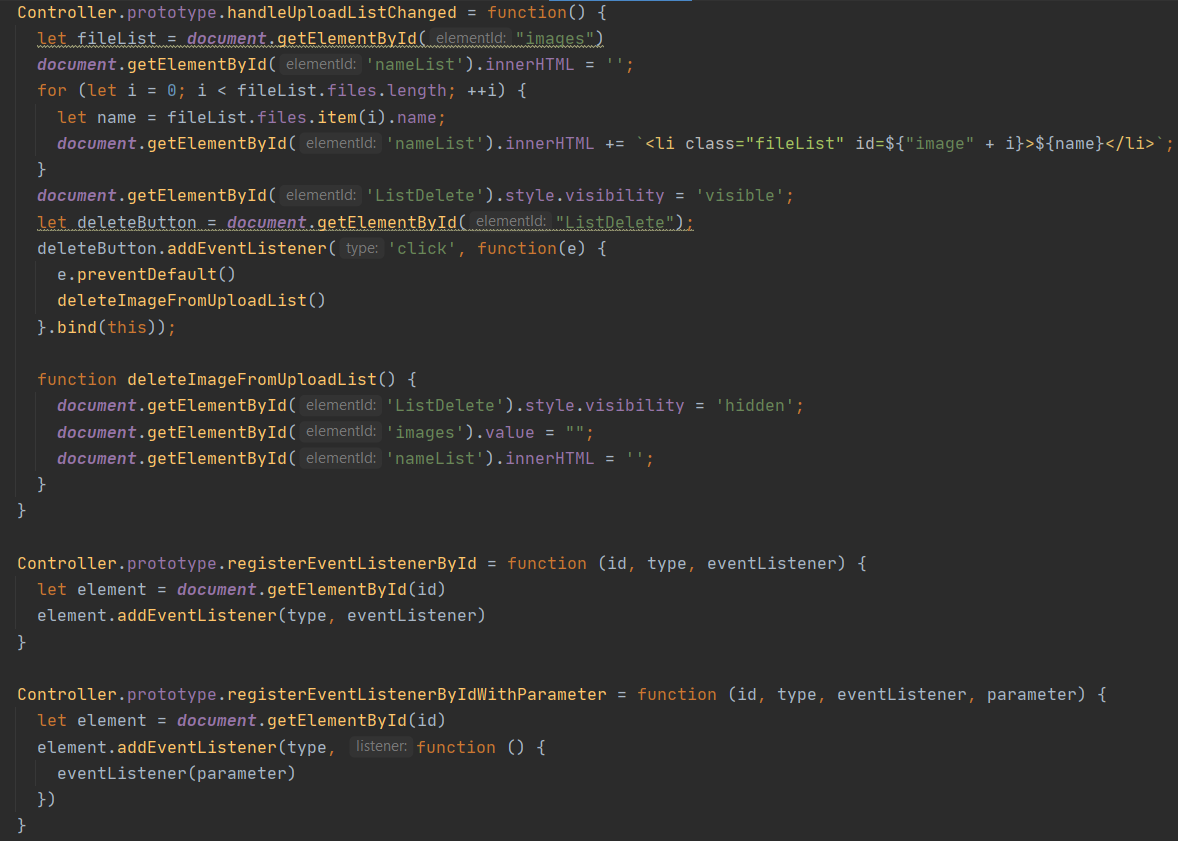 Controller.prototype.handleUploadListChanged = function() {
let fileList = document.getElementById( elementId: "images")
document.getElementById( elementId: 'nameList').innerHTML = '';
for (let i = 0; i < fileList.files.length; ++i) {
let name = fileList.files.item(i).name;
document.getElementById( elementId: 'nameList').innerHTML += `<li class="fileList" id=${"image" + i}>${name}</li>`;
}
document.getElementById( elementId: 'ListDelete').style.visibility = 'visible';
let deleteButton = document.getElementById( elementId: "ListDelete");
deleteButton.addEventListener( type: 'click', function(e) {
e.preventDefault()
deleteImageFromUploadList()
}.bind(this));
function deleteImageFromUploadList() {
document.getElementById( elementId: 'ListDelete').style.visibility = 'hidden';
document.getElementById( elementId: 'images').value = "";
document.getElementById( elementId: 'nameList').innerHTML = '';
}
}
Controller.prototype.registerEventListenerById = function (id, type, eventListener) {
let element = document.getElementById(id)
element.addEventListener(type, eventListener)
}
Controller.prototype.registerEventListenerByIdWithParameter = function (id, type, eventListener, parameter) {
let element = document.getElementById(id)
element.addEventListener(type, listener: function () {
eventListener(parameter)
})
}